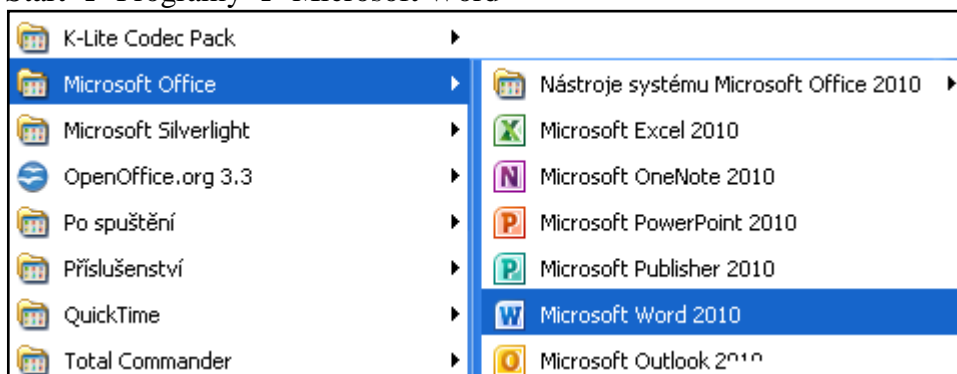 K-Lite Codec Pack
Microsoft Office
Microsoft Silverlight
OpenOffice.org 3.3
Po spuštění
Příslušenství
QuickTime
Total Commander
Nástroje systému Microsoft Office 2010
Microsoft Excel 2010
Microsoft OneNote 2010
Microsoft PowerPoint 2010
Microsoft Publisher 2010
Microsoft Word 2010
Microsoft Outlook